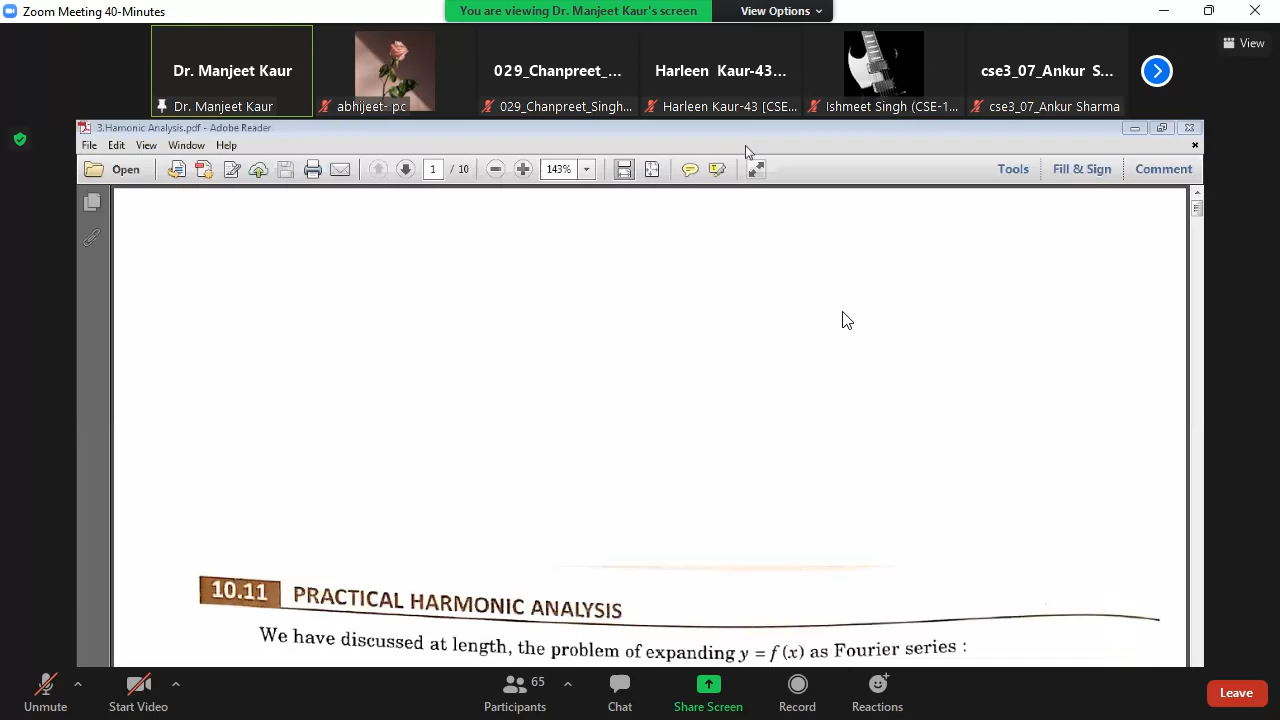 Zoom Meeting 40-Minutes
You are viewing Dr. Manjeet Kaur's screen
View Options
View
Dr. Manjeet Kaur
029_Chanpreet_...
Harleen Kaur-43...
cse3_07_Ankur S...
Dr. Manjeet Kaur
abhijeet- pc
029_Chanpreet_Singh...
Harleen Kaur-43 [CSE...
Ishmeet Singh (CSE-1...
cse3_07_Ankur Sharma
3.Hamonic Analysis.pdf - Adobe Reader
File Edit View Window Help
Open
1 / 10
143%
Tools
Fill & Sign
Comment
10.11 PRACTICAL HARMONIC ANALYSIS
We have discussed at length, the problem of expanding y = f (x) as Fourier series :
Unmute
Start Video
Participants
65
Chat
Share Screen
Record
Reactions
Leave